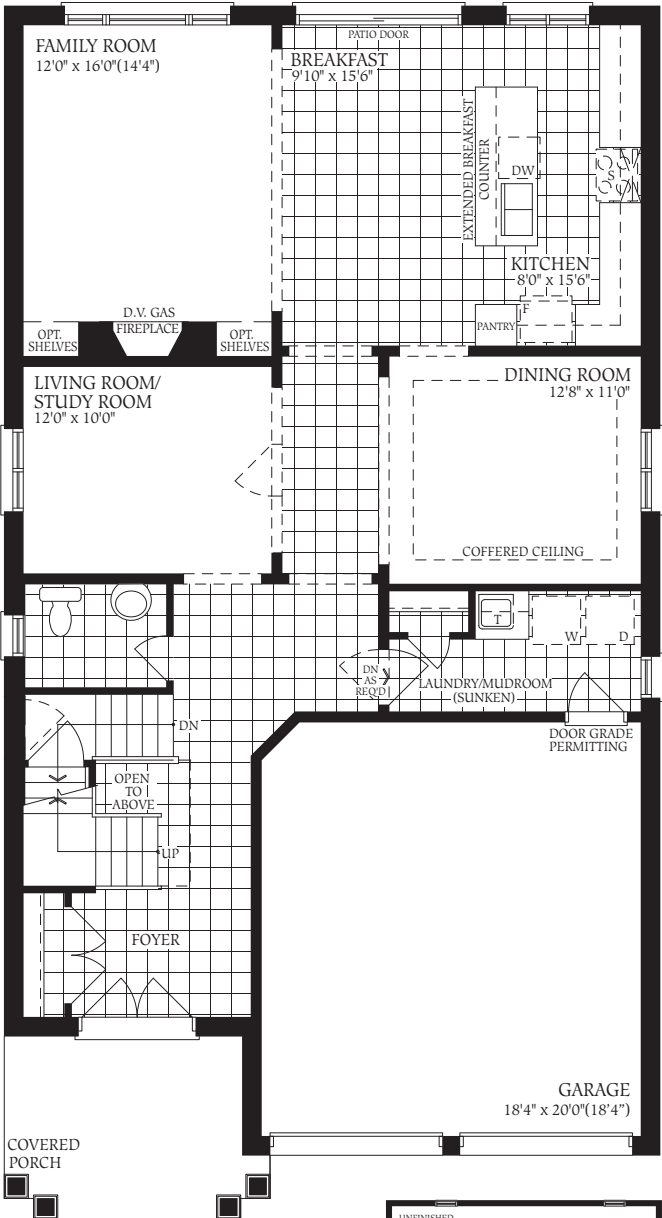 FAMILY ROOM
12'0" x 16'0"(14'4")
PATIO DOOR
BREAKFAST
9'10" x 15'6"
EXTENDED BREAKFAST
COUNTER
DW
S
KITCHEN
8'0" x 15'6"
F
PANTRY
D.V. GAS
FIREPLACE
OPT.
SHELVES
OPT.
SHELVES
LIVING ROOM/
STUDY ROOM
12'0" x 10'0"
DINING ROOM
12'8" x 11'0"
COFFERED CEILING
T
W
D
DN
AS
REQ'D
LAUNDRY/MUDROOM
(SUNKEN)
DOOR GRADE
PERMITTING
DN
OPEN
TO
ABOVE
UP
FOYER
GARAGE
18'4" x 20'0"(18'4")
COVERED
PORCH
UNFINISHED